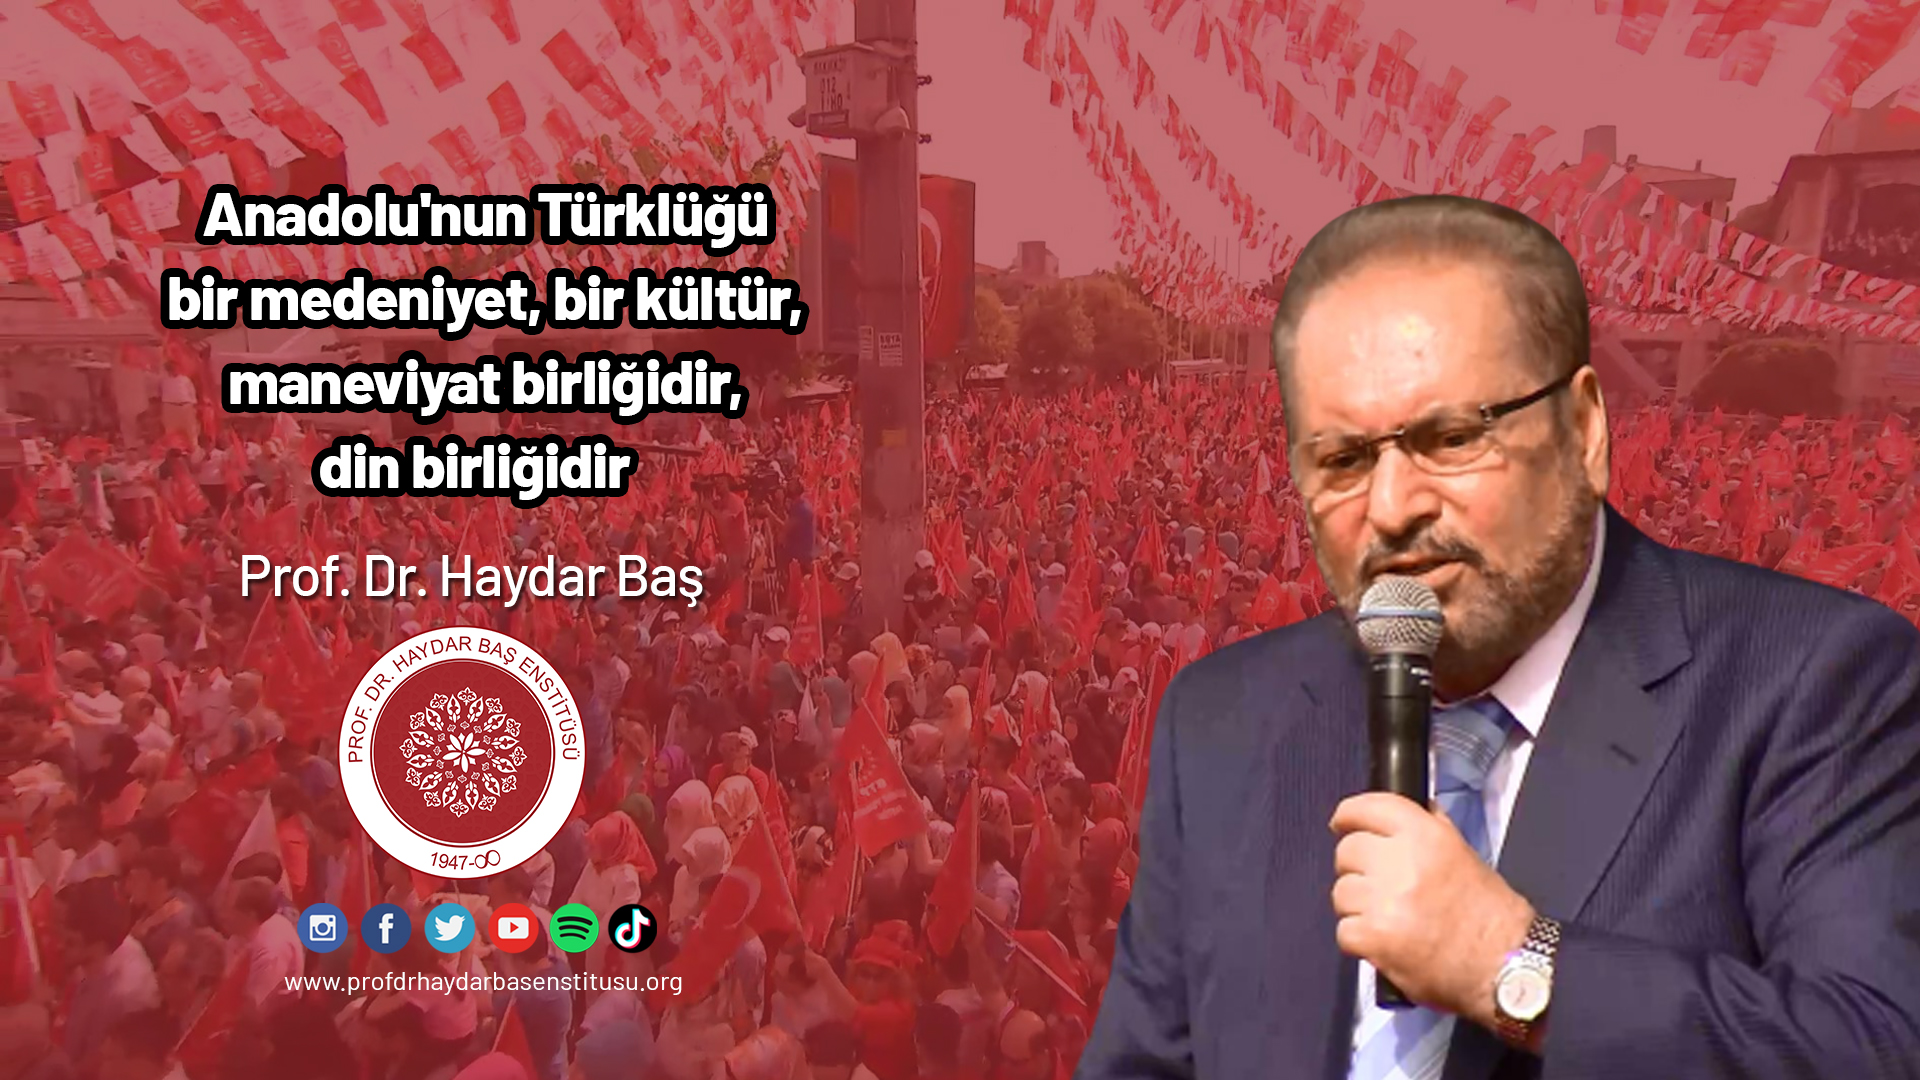 Anadolu'nun Türklüğü
bir medeniyet, bir kültür,
maneviyat birliğidir,
din birliğidir
Prof. Dr. Haydar Baş
PROF. DR. HAYDAR BAŞ ENSTİTÜSÜ
1947-∞
www.profdrhaydarbasenstitusu.org